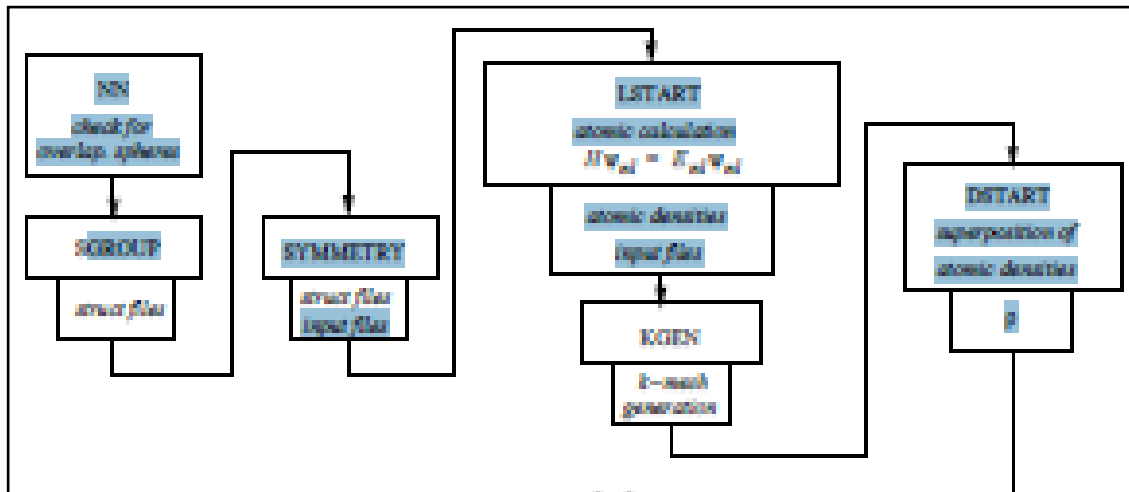 NN
check for
overlap. spheres
SGROUP
struct files
SYMMETRY
struct files
input files
LSTART
atomic calculation
Hψnl = Enlψnl
atomic densities
input files
KGEN
k-mesh
generation
DSTART
superposition of
atomic densities
ρ